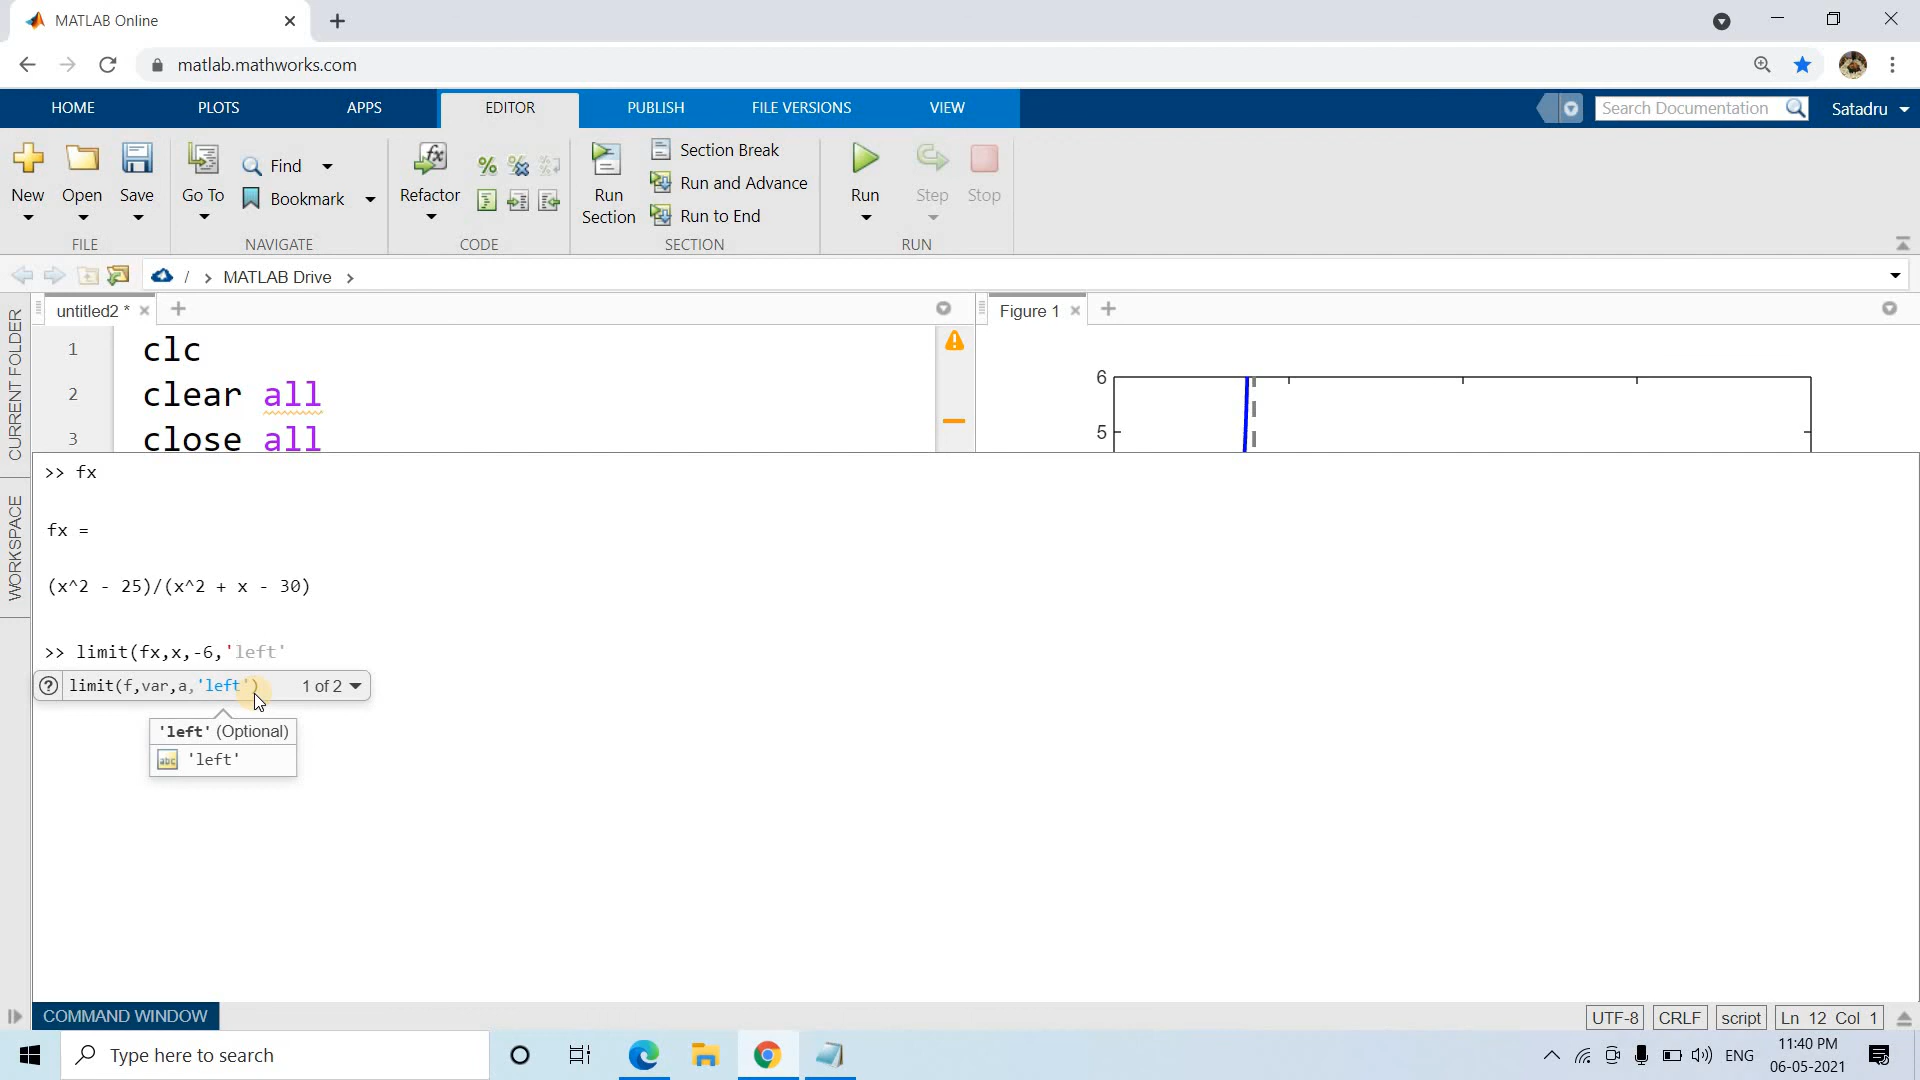 MATLAB Online
matlab.mathworks.com
HOME PLOTS APPS EDITOR PUBLISH FILE VERSIONS VIEW Search Documentation Satadru
New Open Save Go To Find Bookmark Refactor Run Section Section Break Run and Advance Run to End Run Step Stop
FILE NAVIGATE CODE SECTION RUN
/ > MATLAB Drive >
CURRENT FOLDER
WORKSPACE
untitled2 *
Figure 1
1 clc
2 clear all
3 close all
6
5
>> fx
fx =
(x^2 - 25)/(x^2 + x - 30)
>> limit(fx,x,-6,'left'
limit(f,var,a,'left') 1 of 2
'left' (Optional)
abc 'left'
COMMAND WINDOW
UTF-8 CRLF script Ln 12 Col 1
Type here to search
ENG
11:40 PM
06-05-2021